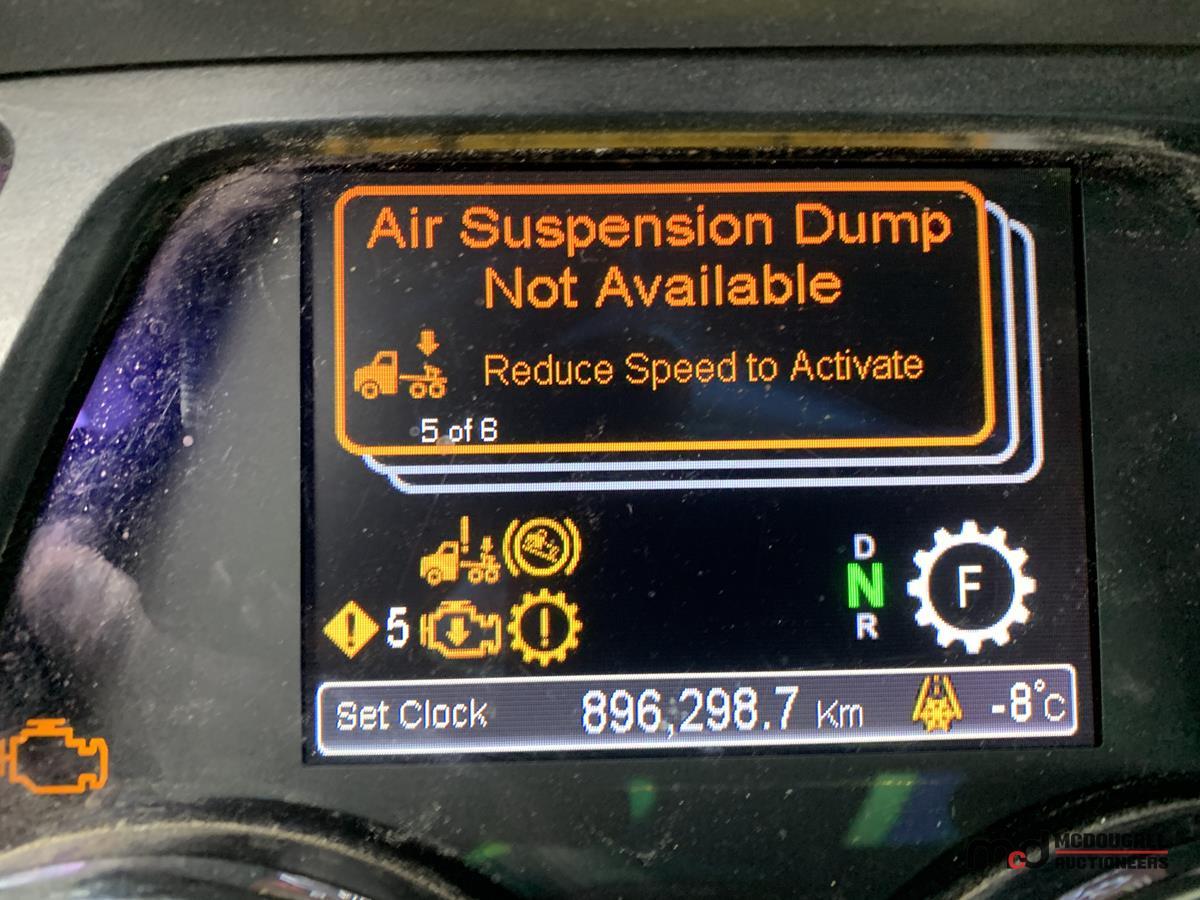 Air Suspension Dump
Not Available
Reduce Speed to Activate
5 of 6
D
N
R
F
5
Set Clock 896,298.7 Km -8°C
mcd MCDOUGALL
AUCTIONEERS